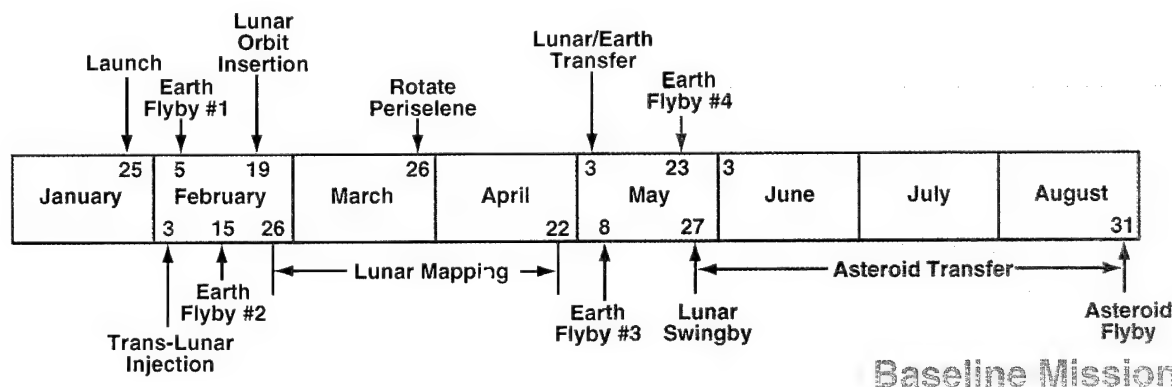 Lunar
Orbit
Insertion
Launch
Earth
Flyby #1
Rotate
Periselene
Lunar/Earth
Transfer
Earth
Flyby #4
25 5 19 26 3 23 3
January February March April May June July August
3 15 26 22 8 27 31
Lunar Mapping
Asteroid Transfer
Earth
Flyby #2
Trans-Lunar
Injection
Earth
Flyby #3
Lunar
Swingby
Asteroid
Flyby
Baseline Mission